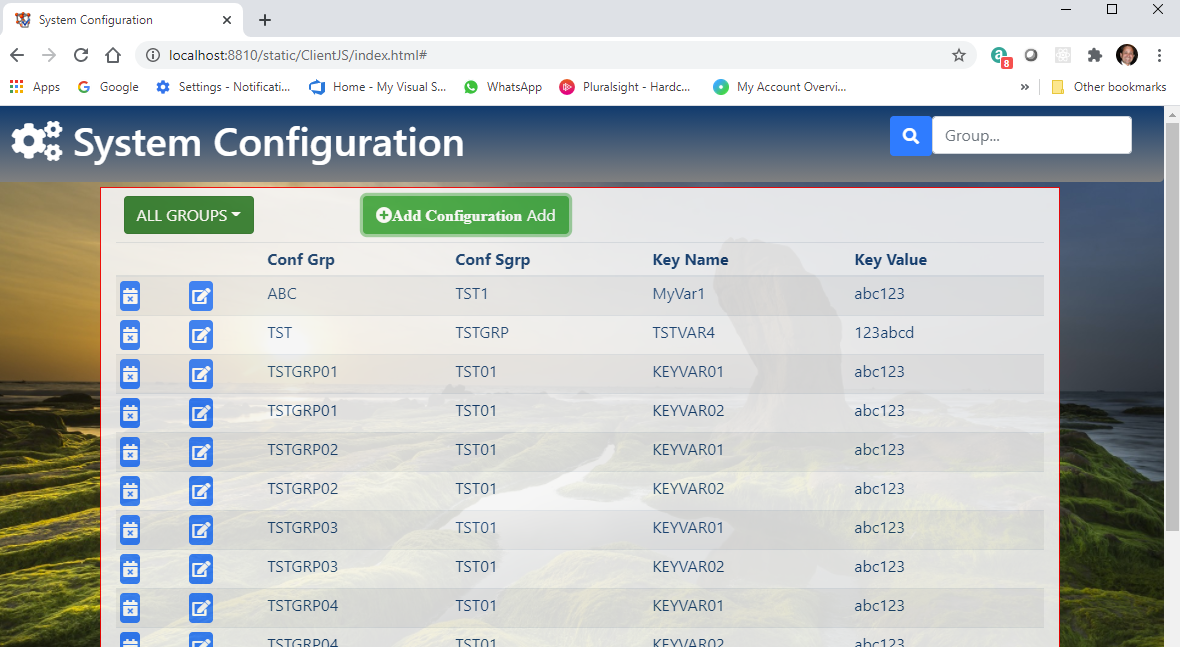 System Configuration
localhost:8810/static/ClientJS/index.html#
8
Apps Google Settings - Notificati... Home - My Visual S... WhatsApp Pluralsight - Hardc... My Account Overvi... » Other bookmarks
System Configuration
Group...
ALL GROUPS
Add Configuration Add
Conf Grp Conf Sgrp Key Name Key Value
ABC TST1 MyVar1 abc123
TST TSTGRP TSTVAR4 123abcd
TSTGRP01 TST01 KEYVAR01 abc123
TSTGRP01 TST01 KEYVAR02 abc123
TSTGRP02 TST01 KEYVAR01 abc123
TSTGRP02 TST01 KEYVAR02 abc123
TSTGRP03 TST01 KEYVAR01 abc123
TSTGRP03 TST01 KEYVAR02 abc123
TSTGRP04 TST01 KEYVAR01 abc123
TSTGRP04 TST01 KEYVAR02 abc123